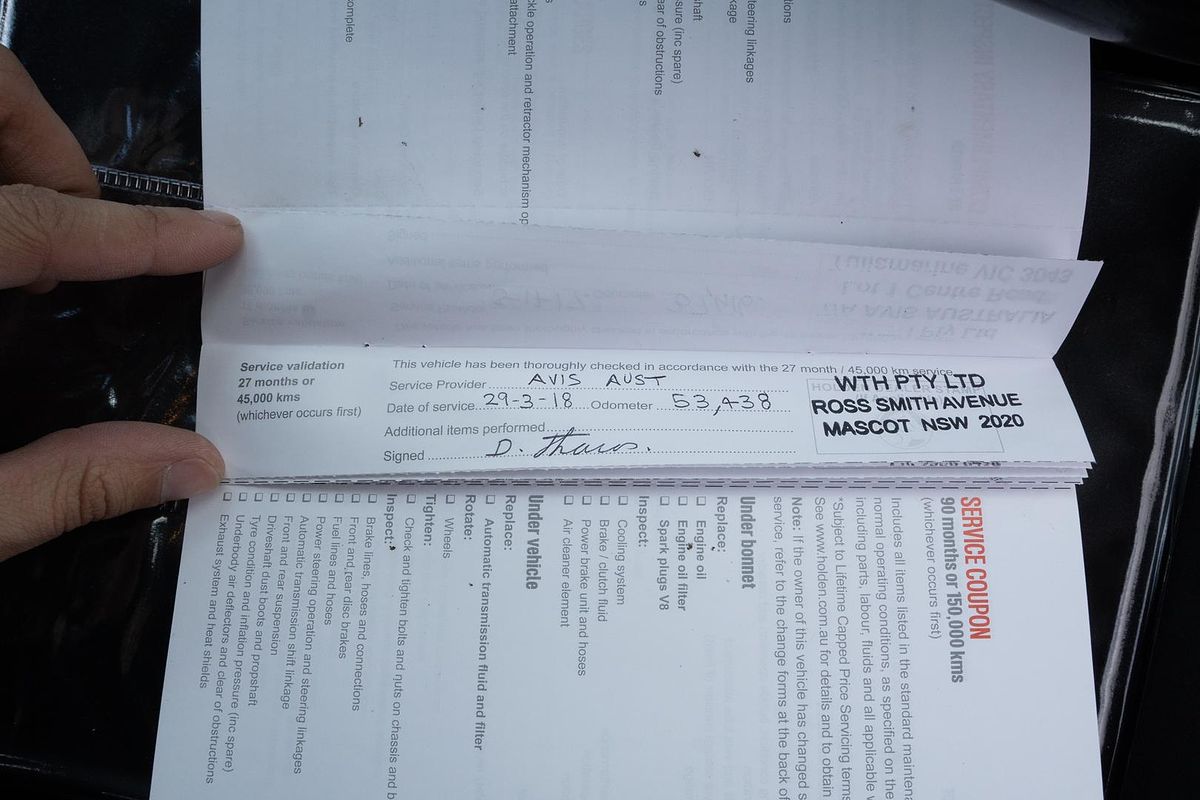 omplete
attachment
kle operation and retractor mechanism op
s
ear of obstructions
sure (inc spare)
haft
kage
teering linkages
tions
Service validation
27 months or
45,000 kms
(whichever occurs first)
This vehicle has been thoroughly checked in accordance with the 27 month / 45,000 km service.
Service Provider AVIS AUST
Date of service 29-3-18 Odometer 53,438
Additional items performed
Signed
WTH PTY LTD
ROSS SMITH AVENUE
MASCOT NSW 2020
SERVICE COUPON
90 months or 150,000 kms
(whichever occurs first)
Includes all items listed in the standard maintena
normal operating conditions, as specified on the
including parts, labour, fluids and all applicable
*Subject to Lifetime Capped Price Servicing terms
See www.holden.com.au for details and to obtain
Note: If the owner of this vehicle has changed s
service, refer to the change forms at the back of
Under bonnet
Replace:
Engine oil
Engine oil filter
Spark plugs V8
Inspect:
Cooling system
Brake / clutch fluid
Power brake unit and hoses
Air cleaner element
Under vehicle
Replace:
Automatic transmission fluid and filter
Rotate:
Wheels
Tighten:
Check and tighten bolts and nuts on chassis and b
Inspect:
Brake lines, hoses and connections
Front and rear disc brakes
Fuel lines and hoses
Power steering operation and steering linkages
Automatic transmission shift linkage
Front and rear suspension
Driveshaft dust boots and propshaft
Tyre condition and inflation pressure (inc spare)
Underbody air deflectors and clear of obstructions
Exhaust system and heat shields